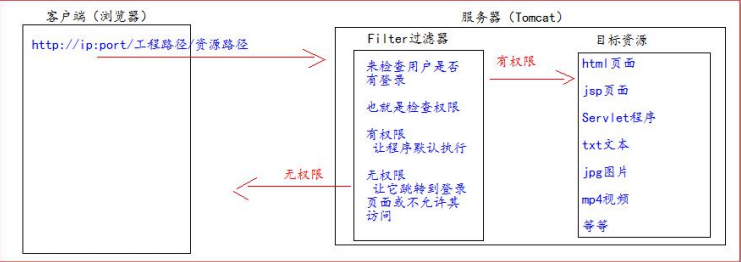 客户端（浏览器）
http://ip:port/工程路径/资源路径
服务器（Tomcat）
Filter过滤器
来检查用户是否
有登录
也就是检查权限
有权限
让程序默认执行
无权限
让它跳转到登录
页面或不允许其
访问
有权限
无权限
目标资源
html页面
jsp页面
Servlet程序
txt文本
jpg图片
mp4视频
等等